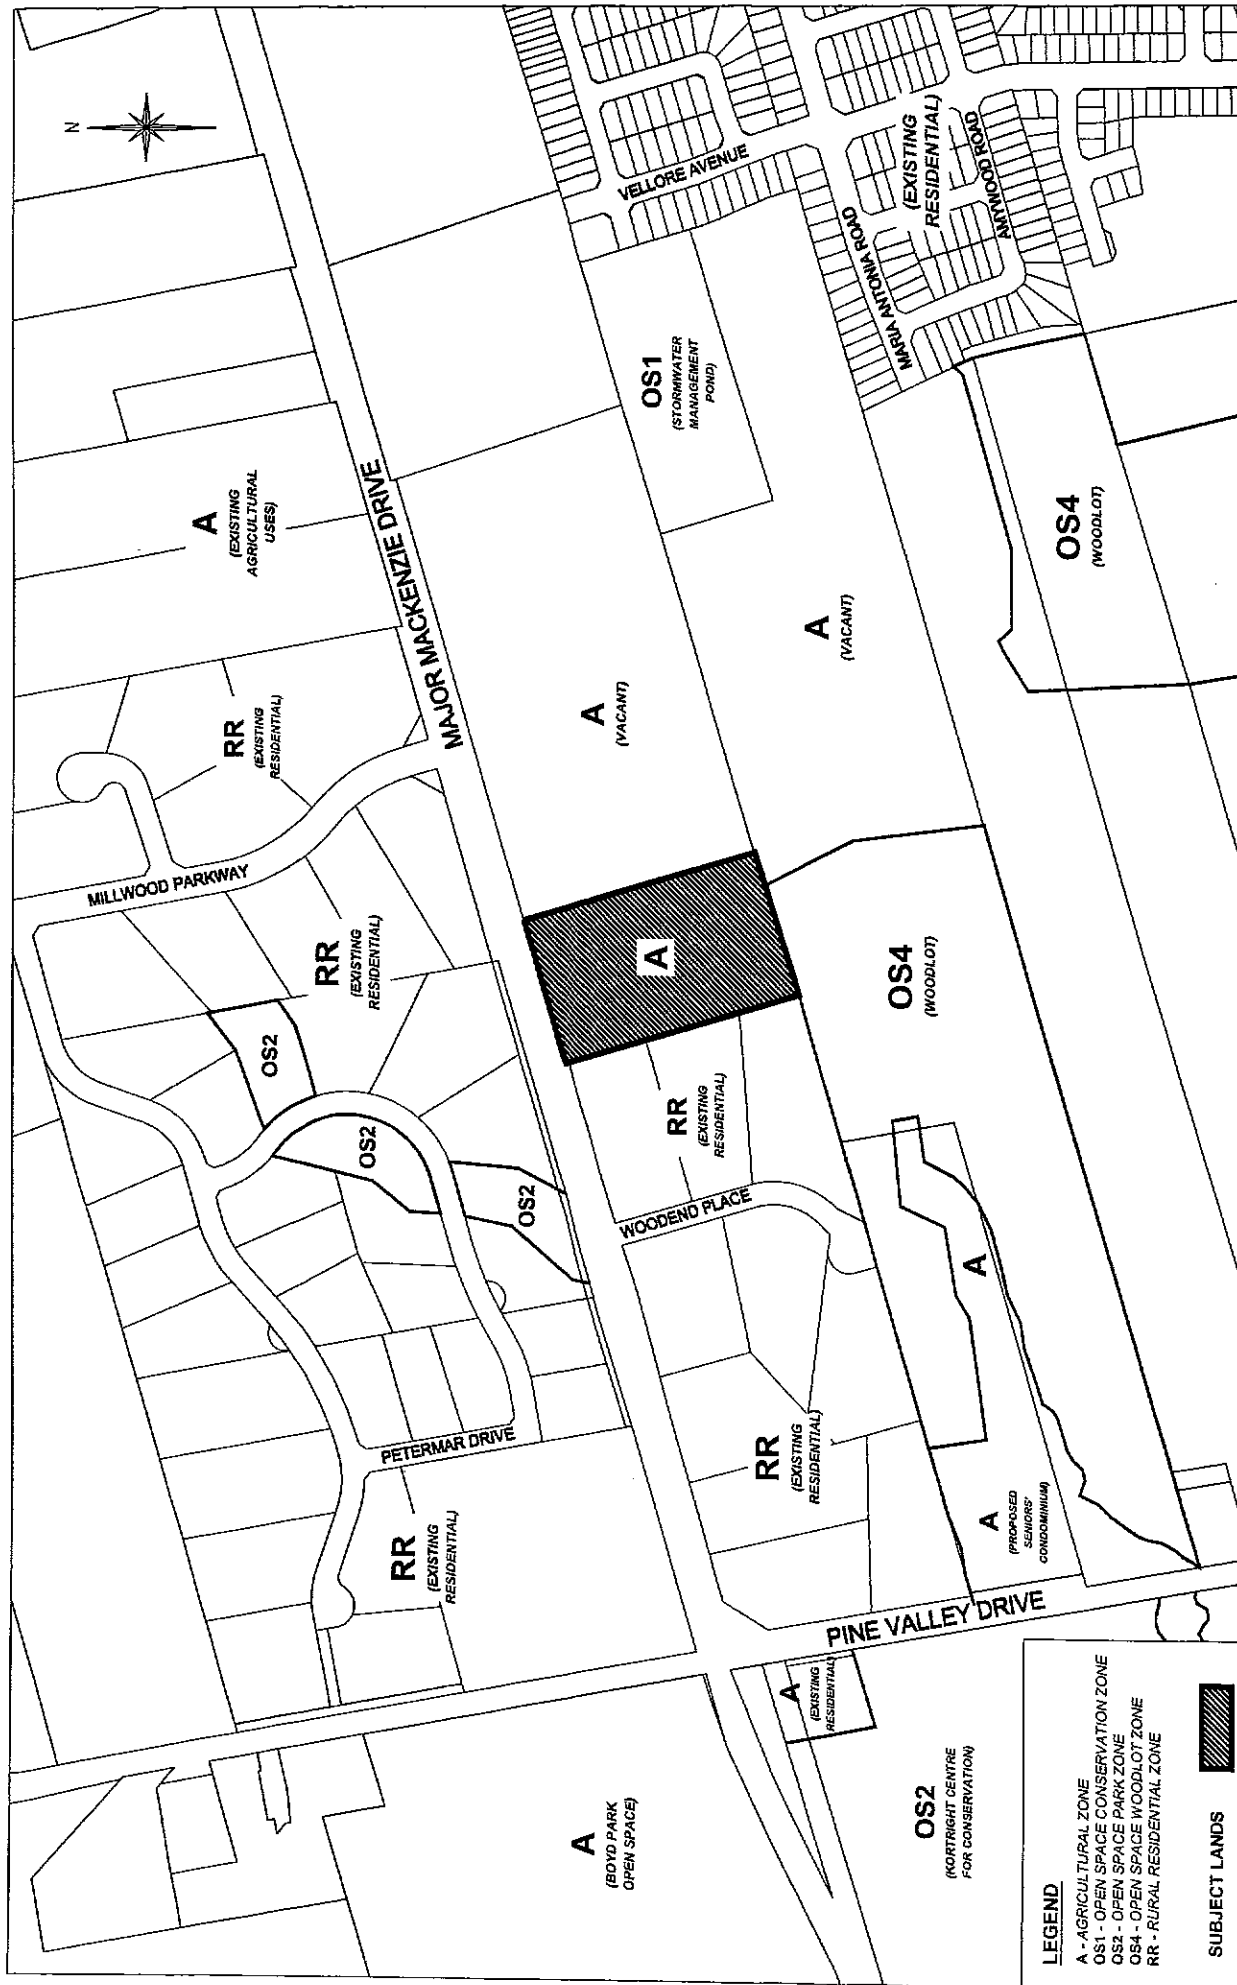 N
A
(EXISTING
AGRICULTURAL
USES)
RR
(EXISTING
RESIDENTIAL)
MILLWOOD PARKWAY
RR
(EXISTING
RESIDENTIAL)
OS2
OS2
OS2
PETERMAR DRIVE
RR
(EXISTING
RESIDENTIAL)
MAJOR MACKENZIE DRIVE
VELLORE AVENUE
(EXISTING
RESIDENTIAL)
MARIA ANTONIA ROAD
AMYWOOD ROAD
OS1
(STORMWATER
MANAGEMENT
POND)
A
(VACANT)
A
(VACANT)
OS4
(WOODLOT)
A
RR
(EXISTING
RESIDENTIAL)
WOODEND PLACE
OS4
(WOODLOT)
A
RR
(EXISTING
RESIDENTIAL)
A
(PROPOSED
SENIORS'
CONDOMINIUM)
PINE VALLEY DRIVE
A
(EXISTING
RESIDENTIAL)
A
(BOYD PARK
OPEN SPACE)
OS2
(KORTRIGHT CENTRE
FOR CONSERVATION)
LEGEND
A - AGRICULTURAL ZONE
OS1 - OPEN SPACE CONSERVATION ZONE
OS2 - OPEN SPACE PARK ZONE
OS4 - OPEN SPACE WOODLOT ZONE
RR - RURAL RESIDENTIAL ZONE
SUBJECT LANDS